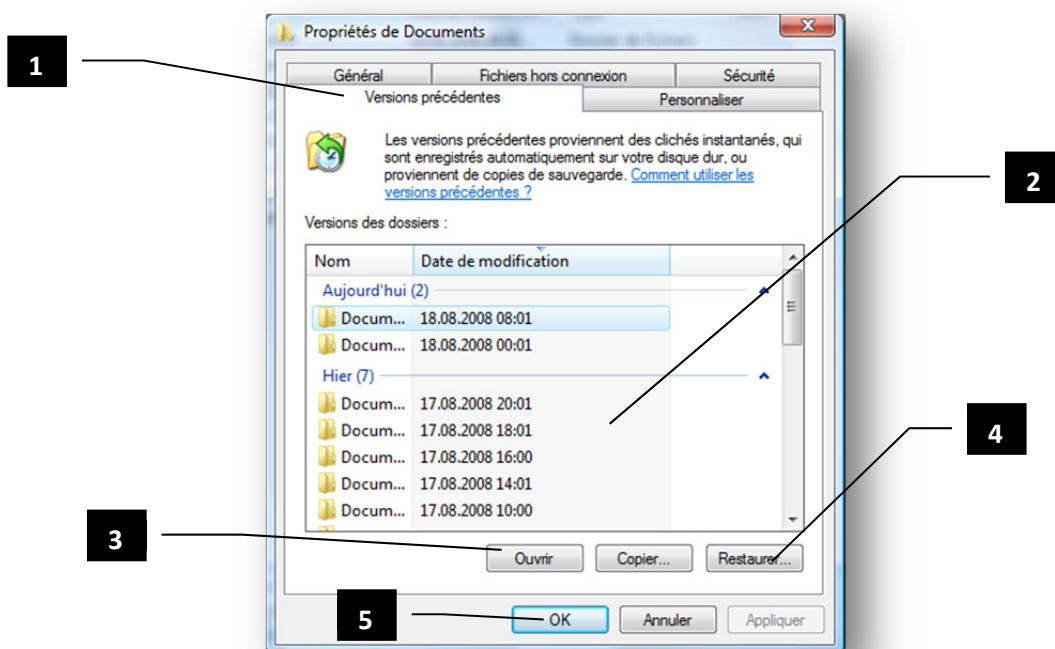 Propriétés de Documents
1
Général Fichiers hors connexion Sécurité
Versions précédentes Personnaliser
Les versions précédentes proviennent des clichés instantanés, qui
sont enregistrés automatiquement sur votre disque dur, ou
proviennent de copies de sauvegarde. Comment utiliser les
versions précédentes ?
2
Versions des dossiers :
Nom Date de modification
Aujourd'hui (2)
Docum... 18.08.2008 08:01
Docum... 18.08.2008 00:01
Hier (7)
Docum... 17.08.2008 20:01
Docum... 17.08.2008 18:01
4
Docum... 17.08.2008 16:00
Docum... 17.08.2008 14:01
Docum... 17.08.2008 10:00
3
Ouvrir Copier... Restaurer...
5
OK Annuler Appliquer